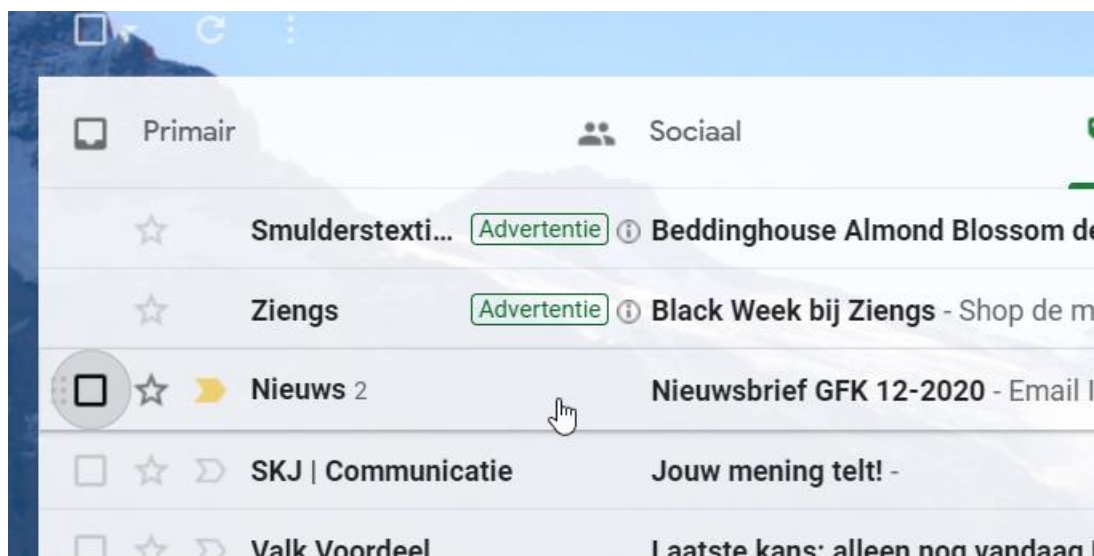 Primair Sociaal
Smulderstexti... Advertentie Beddinghouse Almond Blossom de
Ziengs Advertentie Black Week bij Ziengs - Shop de m
Nieuws 2 Nieuwsbrief GFK 12-2020 - Email
SKJ | Communicatie Jouw mening telt! -
Valk Voordeel Laatste kans: alleen nog vandaag